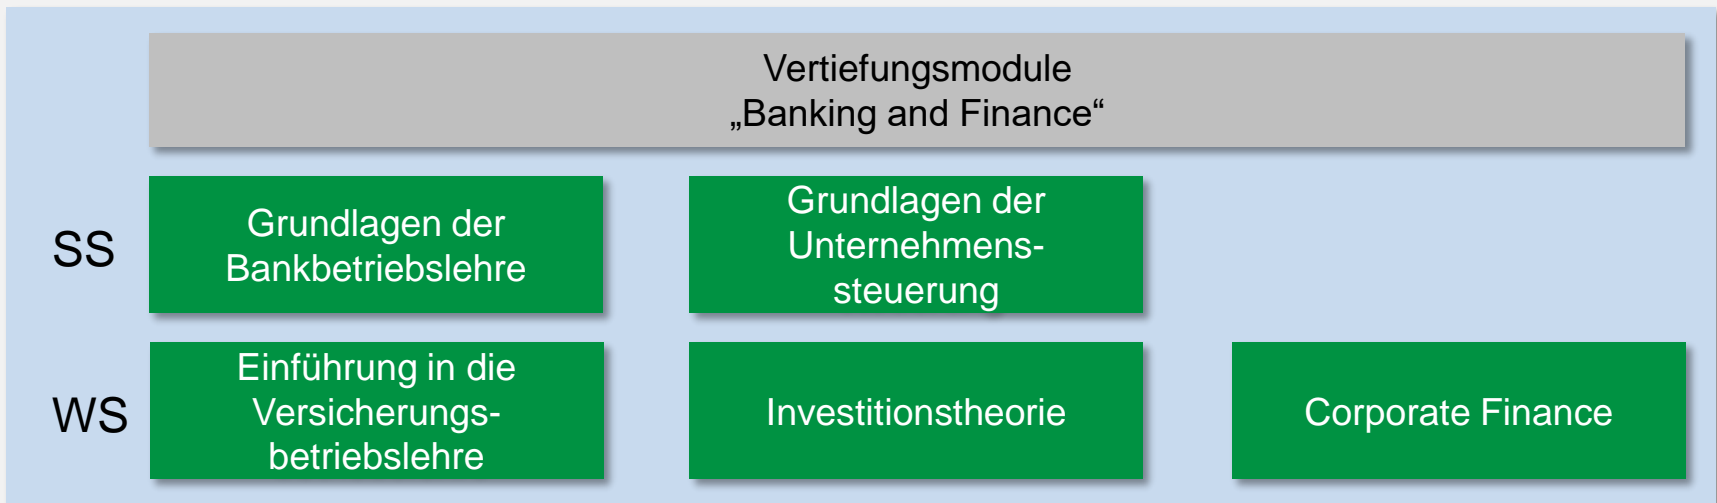 Vertiefungsmodule
„Banking and Finance“
SS
Grundlagen der
Bankbetriebslehre
Grundlagen der
Unternehmens-
steuerung
WS
Einführung in die
Versicherungs-
betriebslehre
Investitionstheorie
Corporate Finance